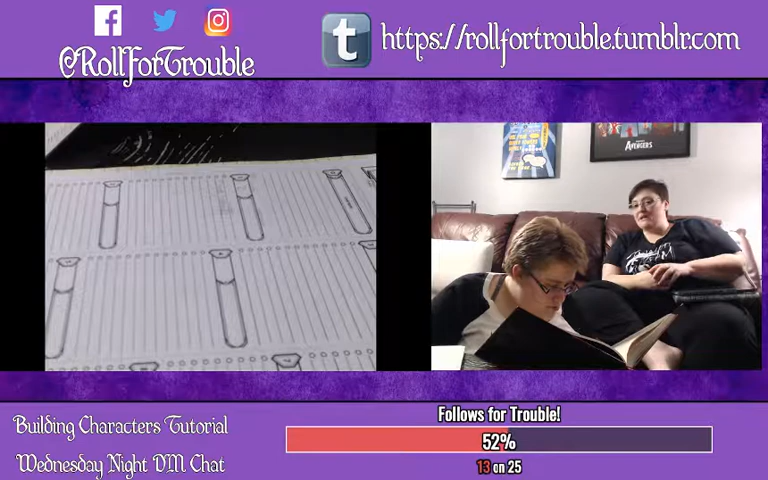 f
t
https://rollfortrouble.tumblr.com
@RollForTrouble
AVENGERS
Follows for Trouble!
Building Characters Tutorial
52%
Wednesday Night DM Chat
13 on 25